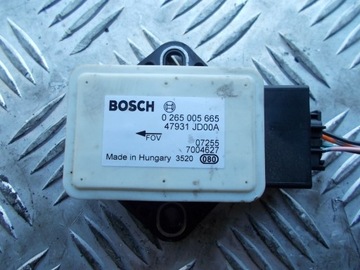 BOSCH 0 265 005 665
47931 JD00A
FOV
07255
7004627
Made in Hungary 3520 080